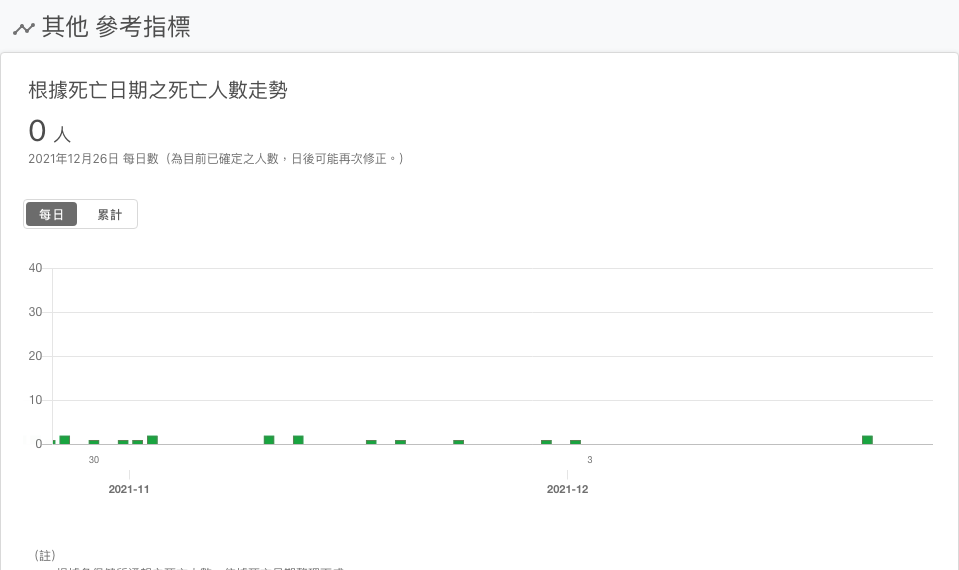 其他 參考指標
根據死亡日期之死亡人數走勢
0 人
2021年12月26日 每日數（為目前已確定之人數，日後可能再次修正。）
每日
累計
40
30
20
10
0
30
3
2021-11
2021-12
（註）